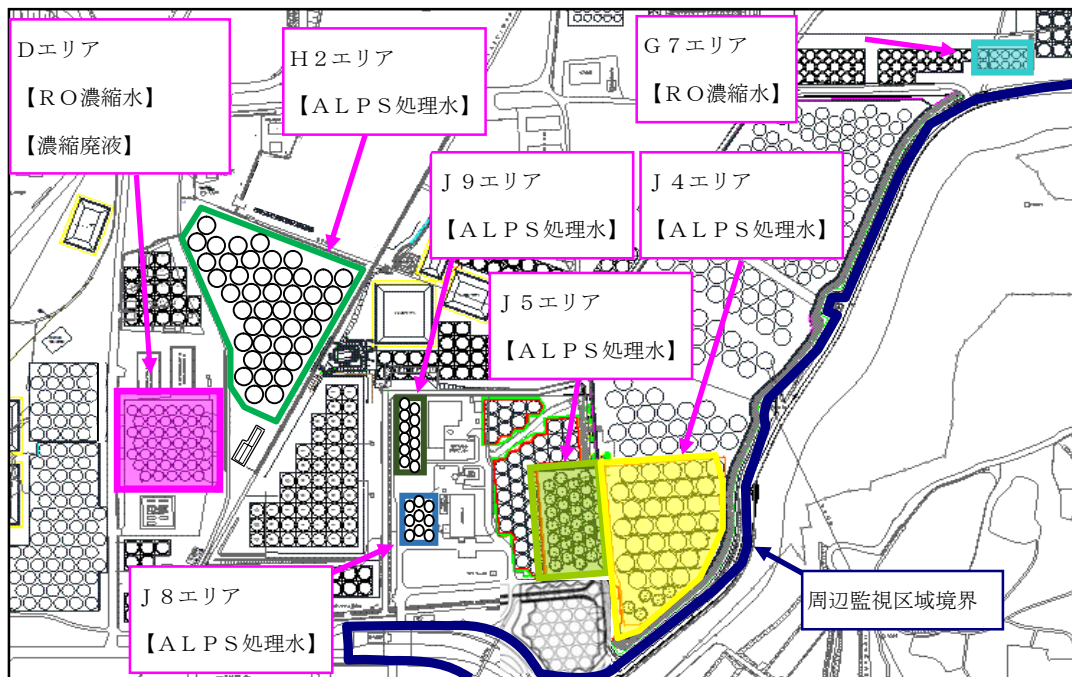 Dエリア
【RO濃縮水】
【濃縮廃液】
H2エリア
【ALPS処理水】
G7エリア
【RO濃縮水】
J9エリア
【ALPS処理水】
J4エリア
【ALPS処理水】
J5エリア
【ALPS処理水】
J8エリア
【ALPS処理水】
周辺監視区域境界